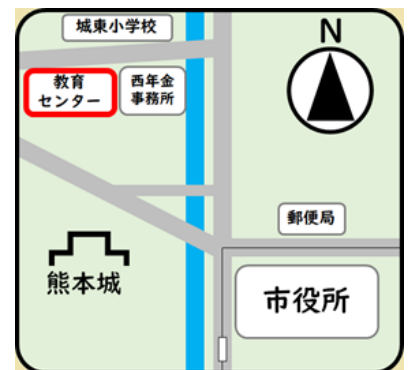 城東小学校
N
教育
センター
西年金
事務所
郵便局
熊本城
市役所